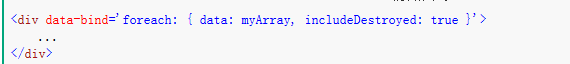 <div data-bind='foreach: { data: myArray, includeDestroyed: true }'>
...
</div>